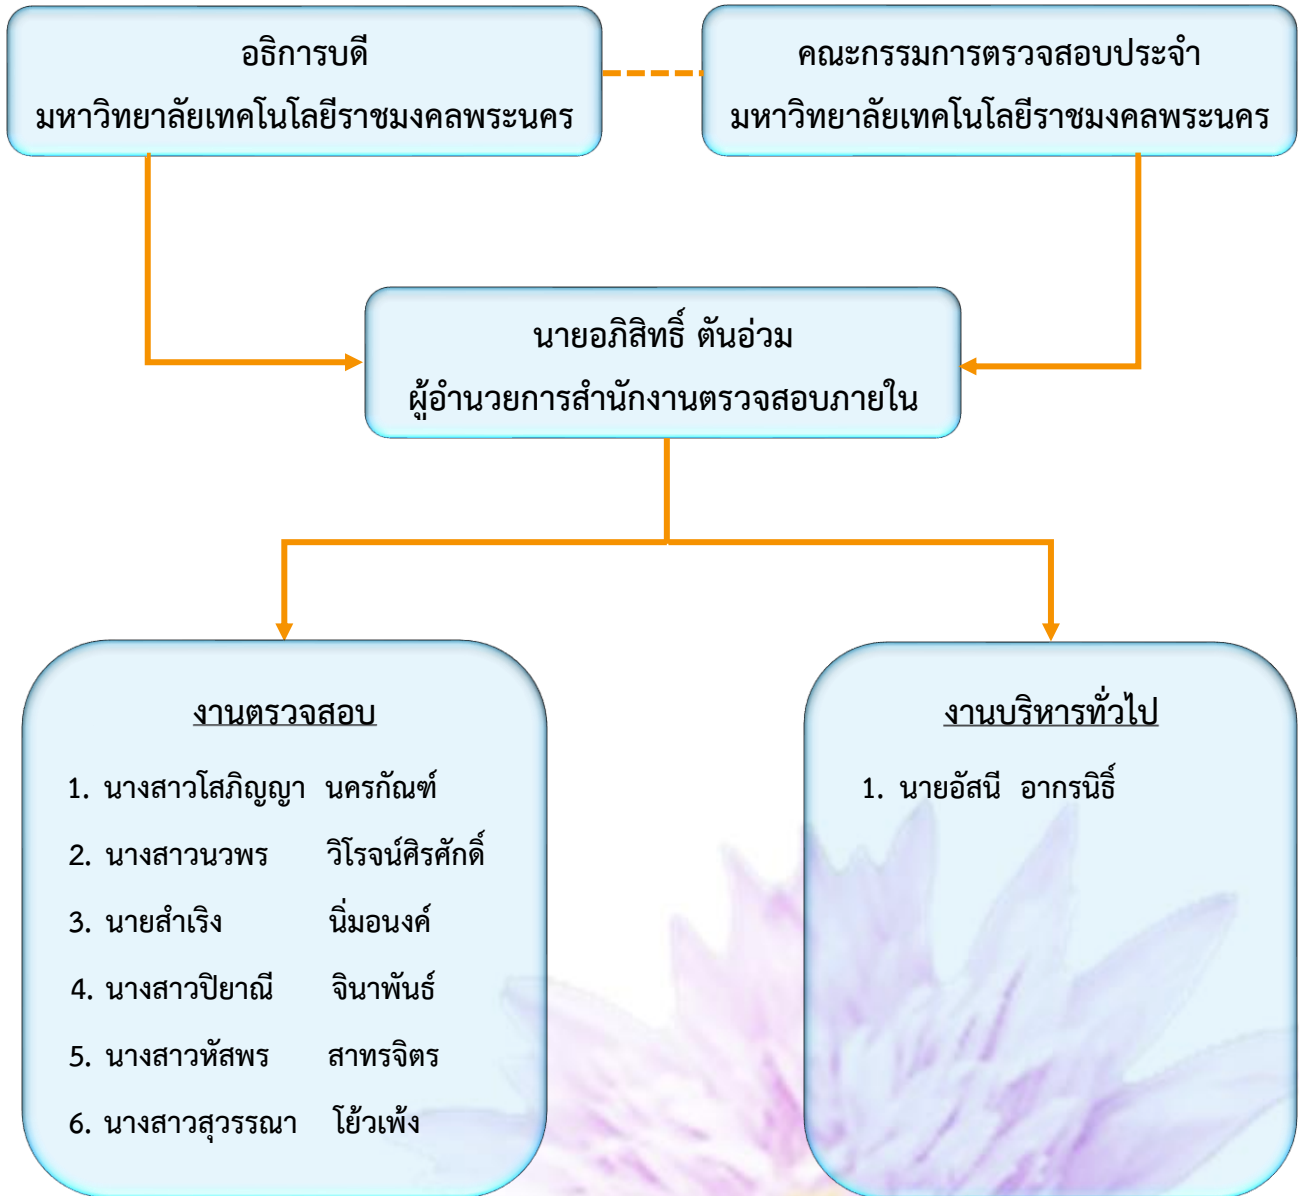 อธิการบดี
มหาวิทยาลัยเทคโนโลยีราชมงคลพระนคร
คณะกรรมการตรวจสอบประจำ
มหาวิทยาลัยเทคโนโลยีราชมงคลพระนคร
นายอภิสิทธิ์ ตันอ่วม
ผู้อำนวยการสำนักงานตรวจสอบภายใน
งานตรวจสอบ
1. นางสาวโสภิญญา นครกัณฑ์
2. นางสาวนวพร วิโรจน์ศิรศักดิ์
3. นายสำเริง นิ่มอนงค์
4. นางสาวปิยาณี จินาพันธ์
5. นางสาวหัสพร สาทรจิตร
6. นางสาวสุวรรณา โย้วเพ้ง
งานบริหารทั่วไป
1. นายอัสนี อากรนิธิ์